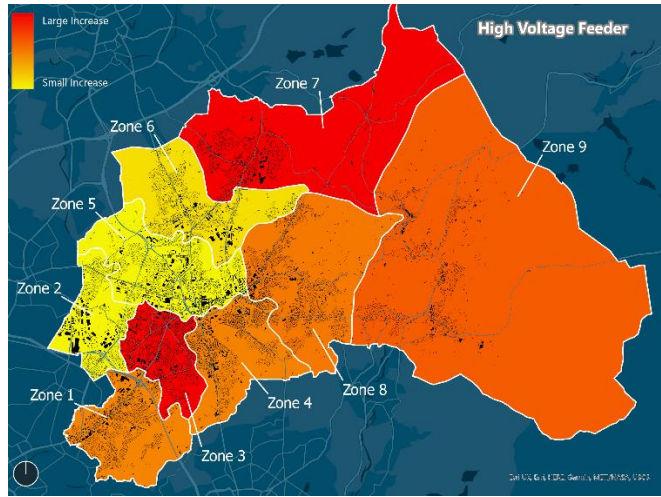 Large Increase
High Voltage Feeder
Zone 7
Small Increase
Zone 6
Zone 9
Zone 5
Zone 2
Zone 1
Zone 4
Zone 8
Zone 3